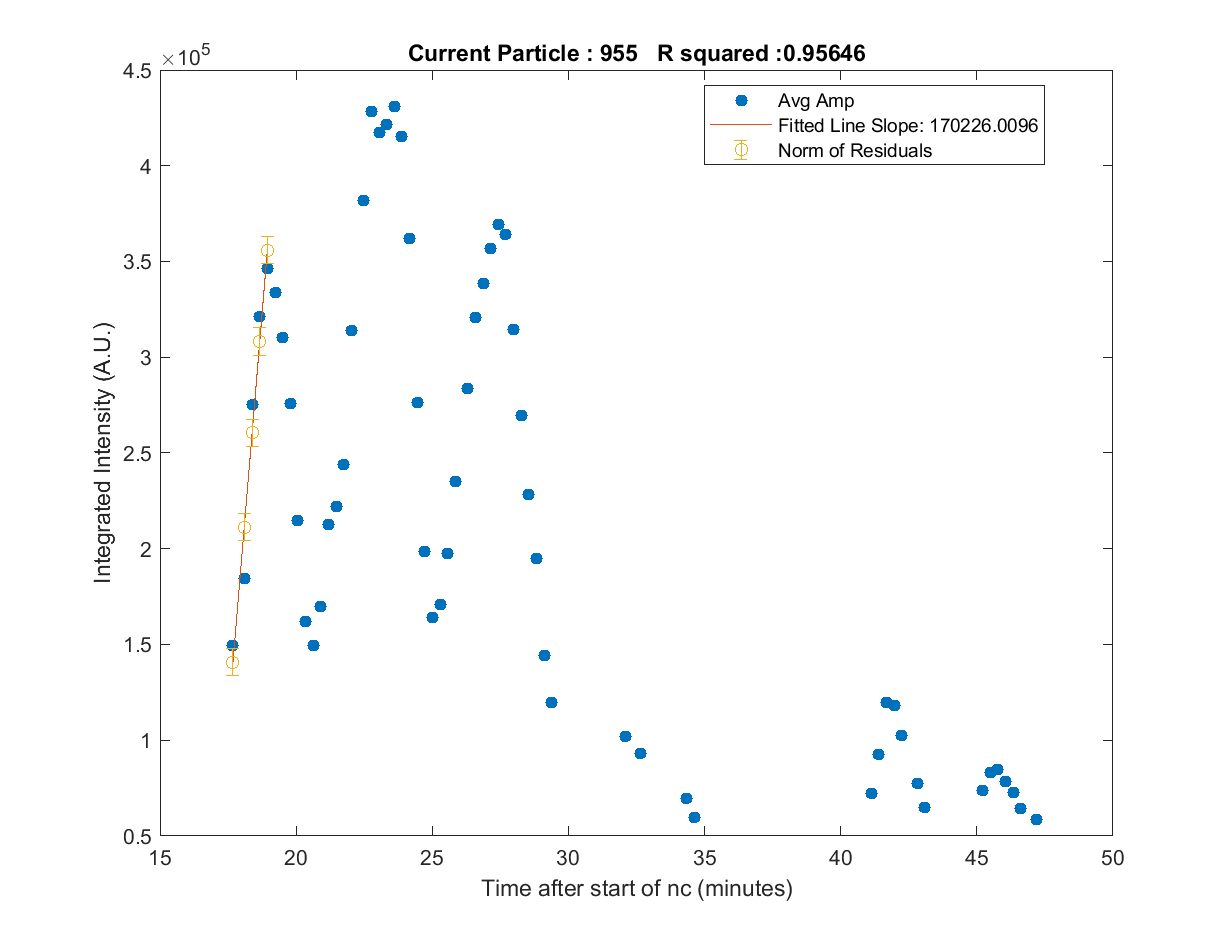 Current Particle : 955   R squared :0.95646
×10^5
4.5
4
3.5
3
2.5
2
1.5
1
0.5
Integrated Intensity (A.U.)
Avg Amp
Fitted Line Slope: 170226.0096
Norm of Residuals
15 20 25 30 35 40 45 50
Time after start of nc (minutes)